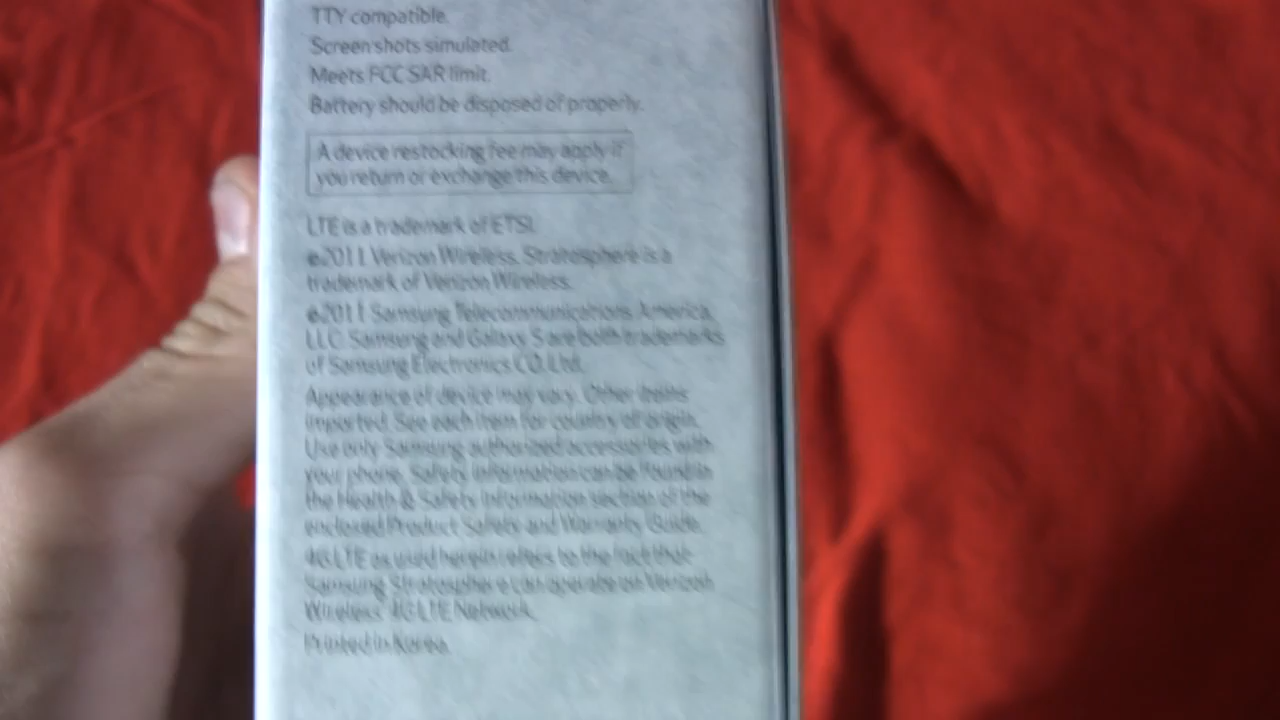 TTY compatible.
Screen shots simulated.
Meets FCC SAR limit.
Battery should be disposed of properly.
A device restocking fee may apply if
you return or exchange this device.
LTE is a trademark of ETSI.
©2011 Verizon Wireless. Stratosphere is a
trademark of Verizon Wireless.
©2011 Samsung Telecommunications America,
LLC. Samsung and Galaxy S are both trademarks
of Samsung Electronics CO. Ltd.
Appearance of device may vary. Other items
imported. See each item for country of origin.
Use only Samsung authorized accessories with
your phone. Safety information can be found in
the Health & Safety Information section of the
enclosed Product Safety and Warranty Guide.
4G LTE as used herein refers to the fact that
Samsung Stratosphere can operate on Verizon
Wireless' 4G LTE Network.
Printed in Korea.